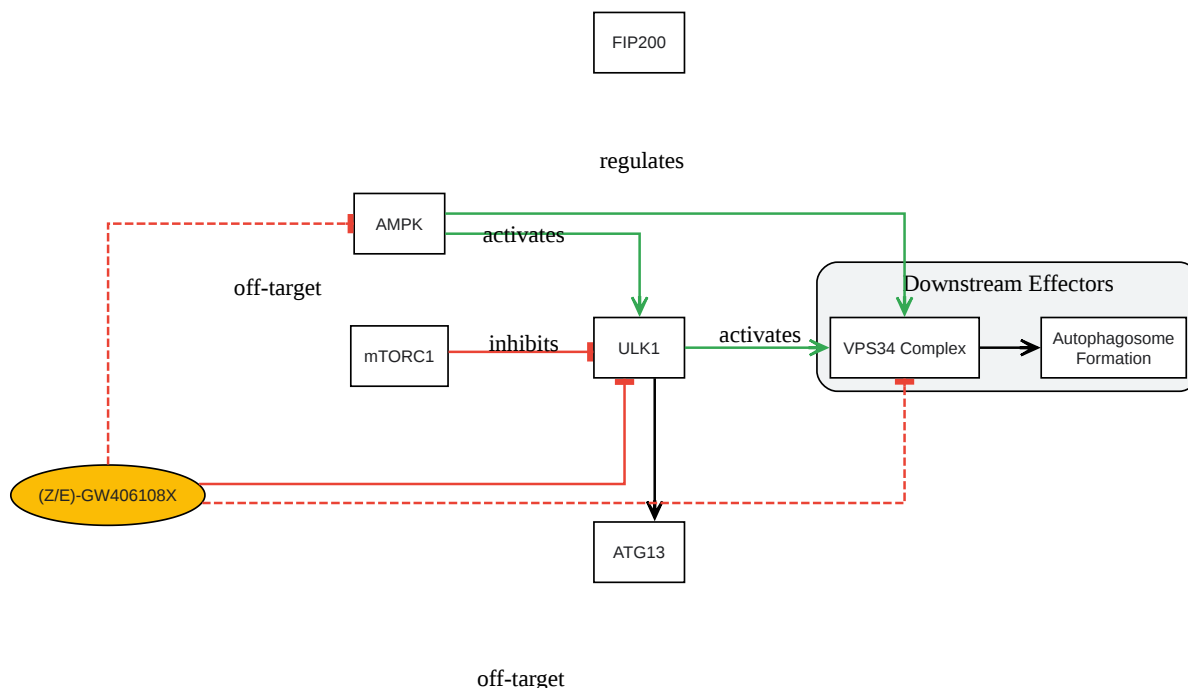 FIP200
regulates
AMPK
activates
off-target
Downstream Effectors
mTORC1
inhibits
ULK1
activates
VPS34 Complex
Autophagosome
Formation
(Z/E)-GW406108X
ATG13
off-target